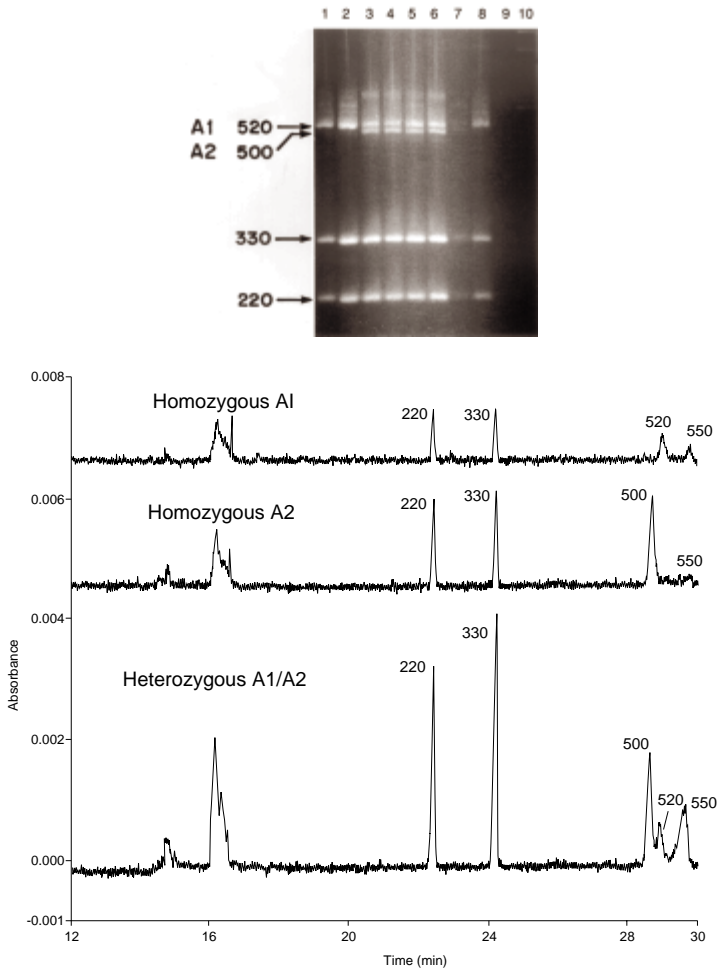 1 2 3 4 5 6 7 8 9 10
A1 520
A2 500
330
220
0.008
Homozygous AI
220
330
520
550
0.006
Homozygous A2
220
330
500
550
0.004
Heterozygous A1/A2
220
330
500
520
550
0.002
0.000
-0.001
Absorbance
12 16 20 24 28 30
Time (min)